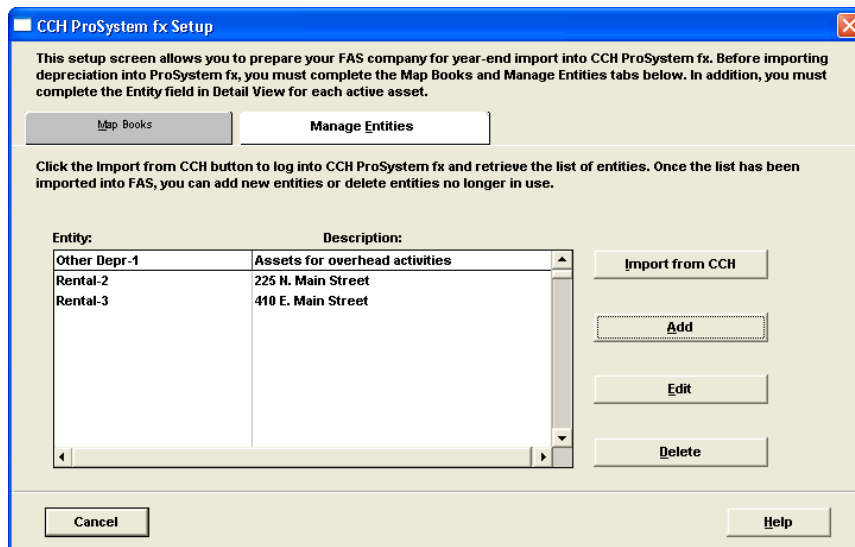 CCH ProSystem fx Setup
This setup screen allows you to prepare your FAS company for year-end import into CCH ProSystem fx. Before importing
depreciation into ProSystem fx, you must complete the Map Books and Manage Entities tabs below. In addition, you must
complete the Entity field in Detail View for each active asset.
Map Books Manage Entities
Click the Import from CCH button to log into CCH ProSystem fx and retrieve the list of entities. Once the list has been
imported into FAS, you can add new entities or delete entities no longer in use.
Entity: Description:
Other Depr-1 Assets for overhead activities
Rental-2 225 N. Main Street
Rental-3 410 E. Main Street
Import from CCH
Add
Edit
Delete
Cancel Help